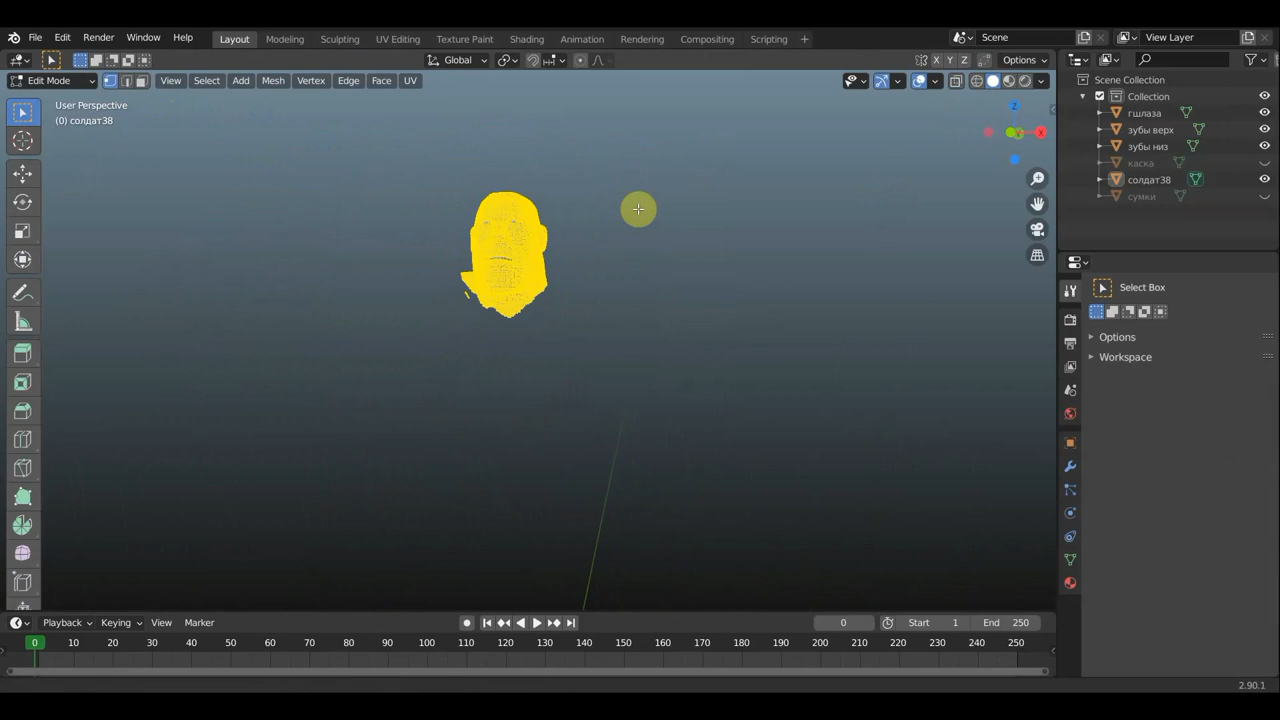 File Edit Render Window Help Layout Modeling Sculpting UV Editing Texture Paint Shading Animation Rendering Compositing Scripting + Scene View Layer
Global X Y Z Options
Edit Mode View Select Add Mesh Vertex Edge Face UV
User Perspective
(0) солдат38
Z
Scene Collection
Collection
гшлаза
зубы верх
зубы низ
каска
солдат38
сумки
Select Box
Options
Workspace
Playback Keying View Marker 0 Start 1 End 250
0 10 20 30 40 50 60 70 80 90 100 110 120 130 140 150 160 170 180 190 200 210 220 230 240 250
2.90.1